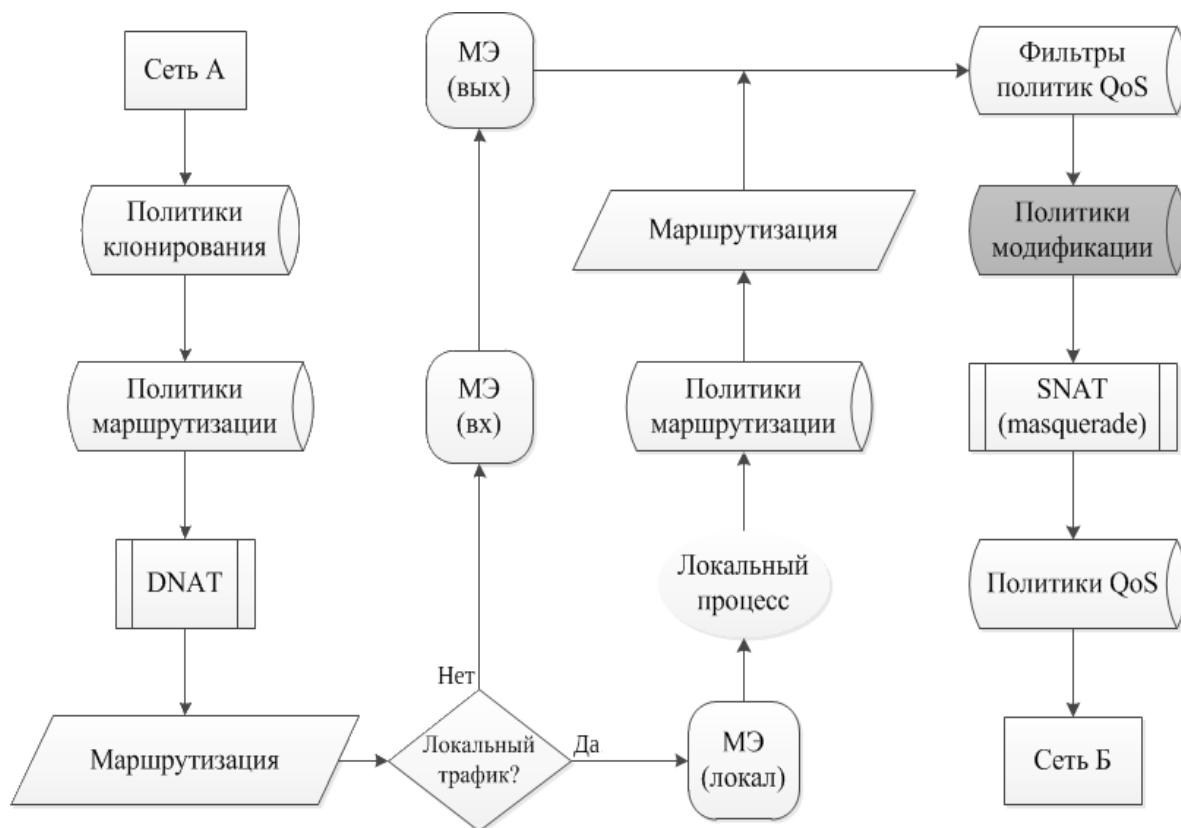 Сеть А
Политики
клонирования
Политики
маршрутизации
DNAT
Маршрутизация
Локальный
трафик?
Нет
Да
МЭ
(вх)
МЭ
(вых)
МЭ
(локал)
Локальный
процесс
Политики
маршрутизации
Маршрутизация
Фильтры
политик QoS
Политики
модификации
SNAT
(masquerade)
Политики QoS
Сеть Б